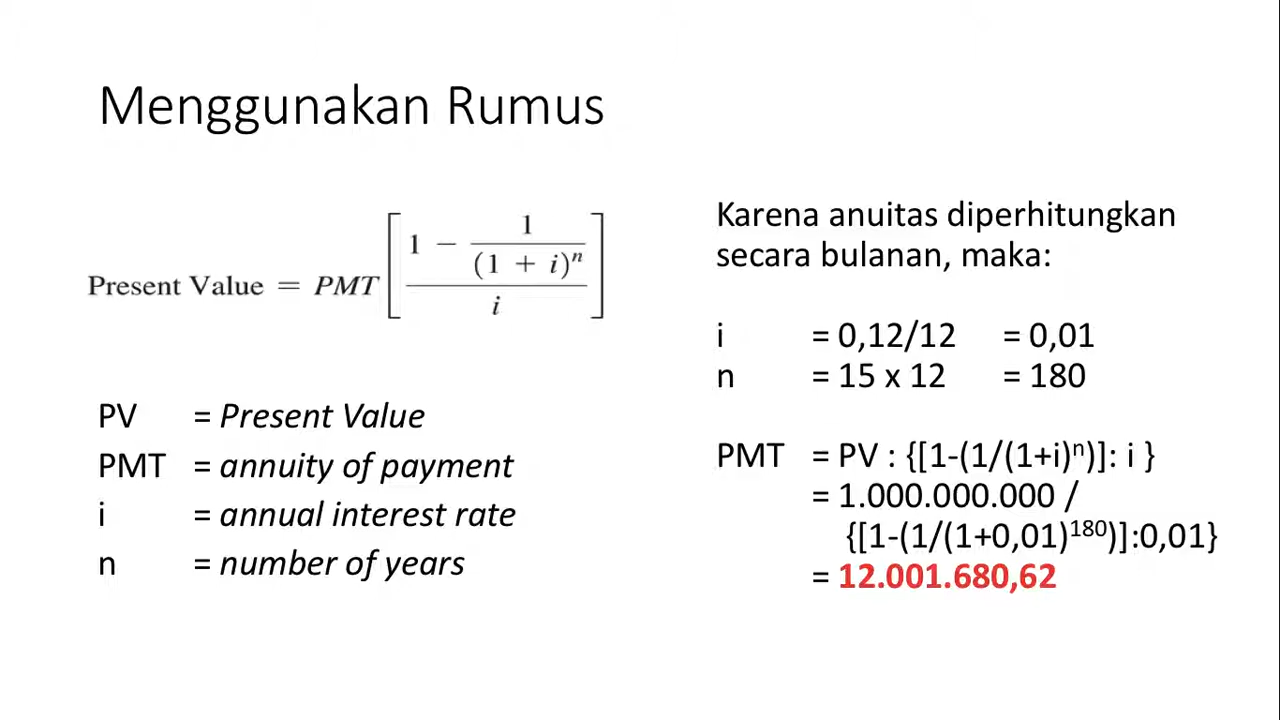 Menggunakan Rumus
Present Value = PMT [ (1 − 1/(1 + i)ⁿ) / i ]
PV = Present Value
PMT = annuity of payment
i = annual interest rate
n = number of years
Karena anuitas diperhitungkan
secara bulanan, maka:
i = 0,12/12 = 0,01
n = 15 x 12 = 180
PMT = PV : {[1-(1/(1+i)ⁿ)]: i }
= 1.000.000.000 /
{[1-(1/(1+0,01)¹⁸⁰)]:0,01}
= 12.001.680,62